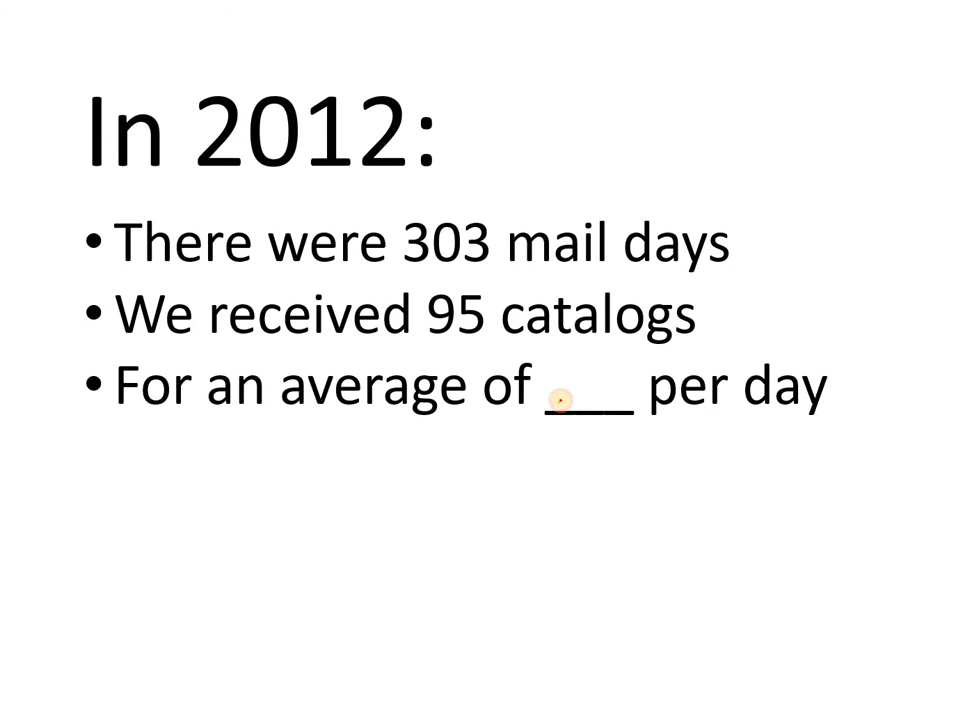 In 2012:
• There were 303 mail days
• We received 95 catalogs
• For an average of ___ per day